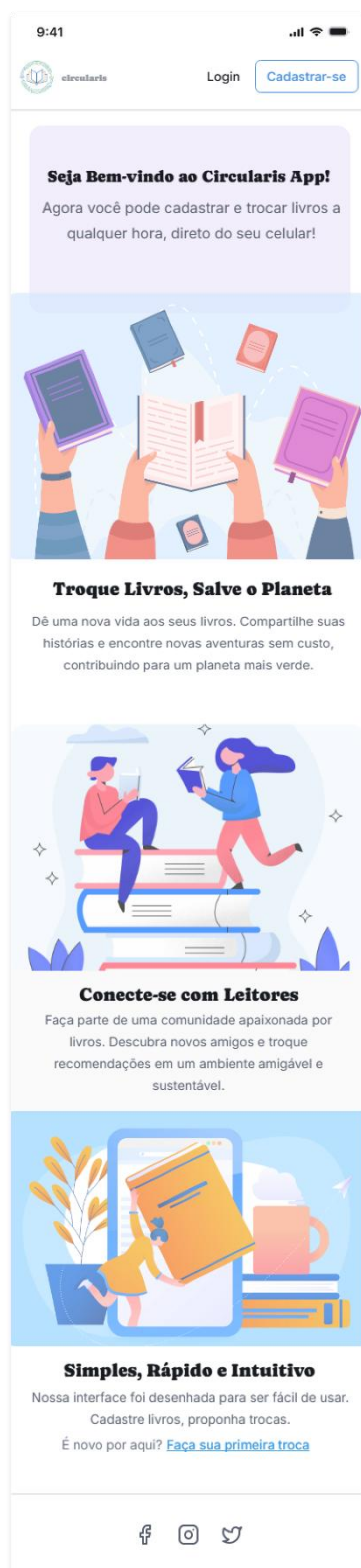 9:41
circularis
Login
Cadastrar-se
Seja Bem-vindo ao Circularis App!
Agora você pode cadastrar e trocar livros a
qualquer hora, direto do seu celular!
Troque Livros, Salve o Planeta
Dê uma nova vida aos seus livros. Compartilhe suas
histórias e encontre novas aventuras sem custo,
contribuindo para um planeta mais verde.
Conecte-se com Leitores
Faça parte de uma comunidade apaixonada por
livros. Descubra novos amigos e troque
recomendações em um ambiente amigável e
sustentável.
Simples, Rápido e Intuitivo
Nossa interface foi desenhada para ser fácil de usar.
Cadastre livros, proponha trocas.
É novo por aqui? Faça sua primeira troca